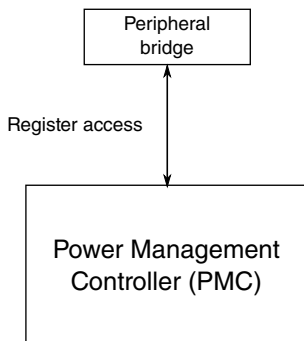 Peripheral
bridge
Register access
Power Management
Controller (PMC)